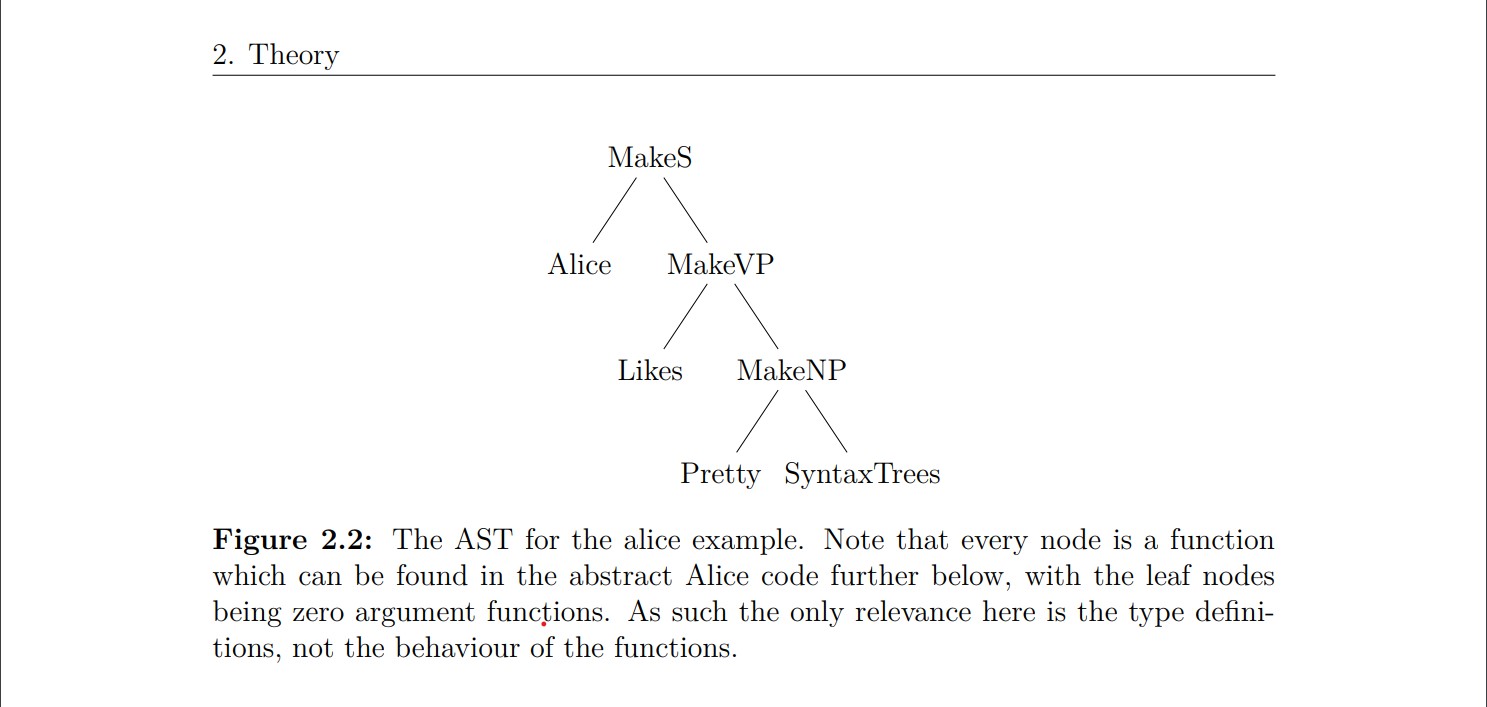 2. Theory
MakeS
Alice MakeVP
Likes MakeNP
Pretty SyntaxTrees
Figure 2.2: The AST for the alice example. Note that every node is a function
which can be found in the abstract Alice code further below, with the leaf nodes
being zero argument functions. As such the only relevance here is the type defini-
tions, not the behaviour of the functions.